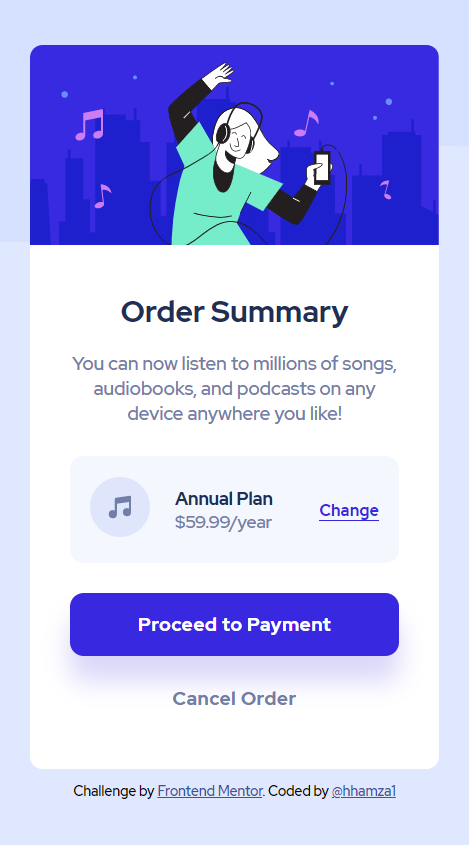 Order Summary
You can now listen to millions of songs,
audiobooks, and podcasts on any
device anywhere you like!
Annual Plan
$59.99/year
Change
Proceed to Payment
Cancel Order
Challenge by Frontend Mentor. Coded by @hhamza1